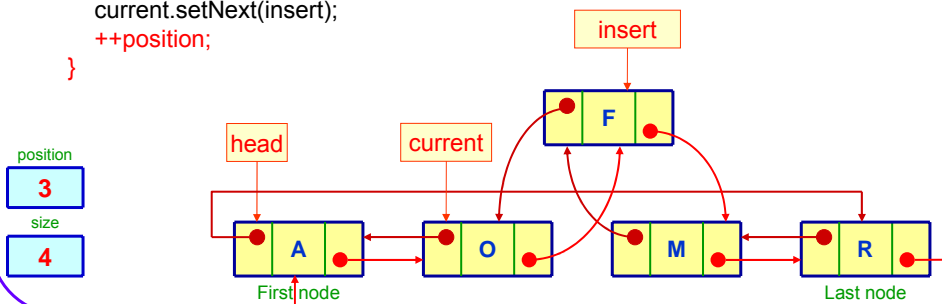 current.setNext(insert);
++position;
}
insert
F
head
current
position
3
size
4
A
O
M
R
First node
Last node